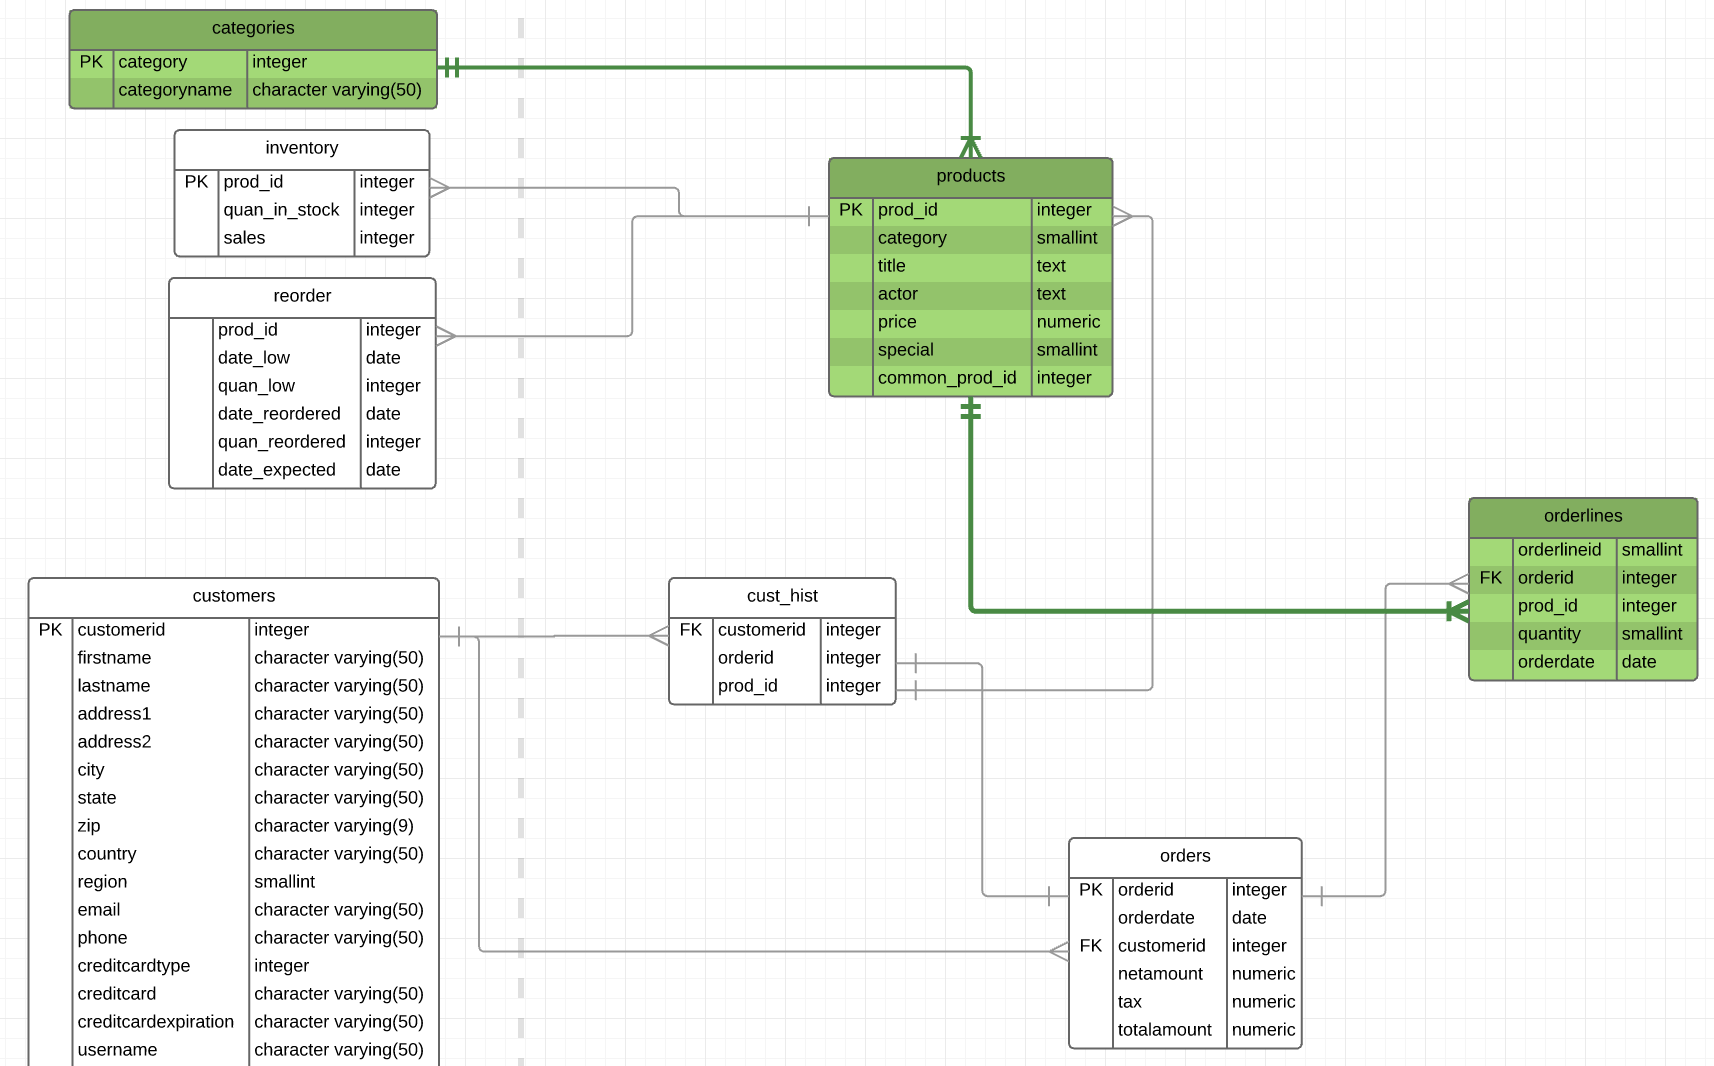 categories
PK category integer
categoryname character varying(50)
inventory
PK prod_id integer
quan_in_stock integer
sales integer
reorder
prod_id integer
date_low date
quan_low integer
date_reordered date
quan_reordered integer
date_expected date
products
PK prod_id integer
category smallint
title text
actor text
price numeric
special smallint
common_prod_id integer
orderlines
orderlineid smallint
FK orderid integer
prod_id integer
quantity smallint
orderdate date
customers
PK customerid integer
firstname character varying(50)
lastname character varying(50)
address1 character varying(50)
address2 character varying(50)
city character varying(50)
state character varying(50)
zip character varying(9)
country character varying(50)
region smallint
email character varying(50)
phone character varying(50)
creditcardtype integer
creditcard character varying(50)
creditcardexpiration character varying(50)
username character varying(50)
cust_hist
FK customerid integer
orderid integer
prod_id integer
orders
PK orderid integer
orderdate date
FK customerid integer
netamount numeric
tax numeric
totalamount numeric